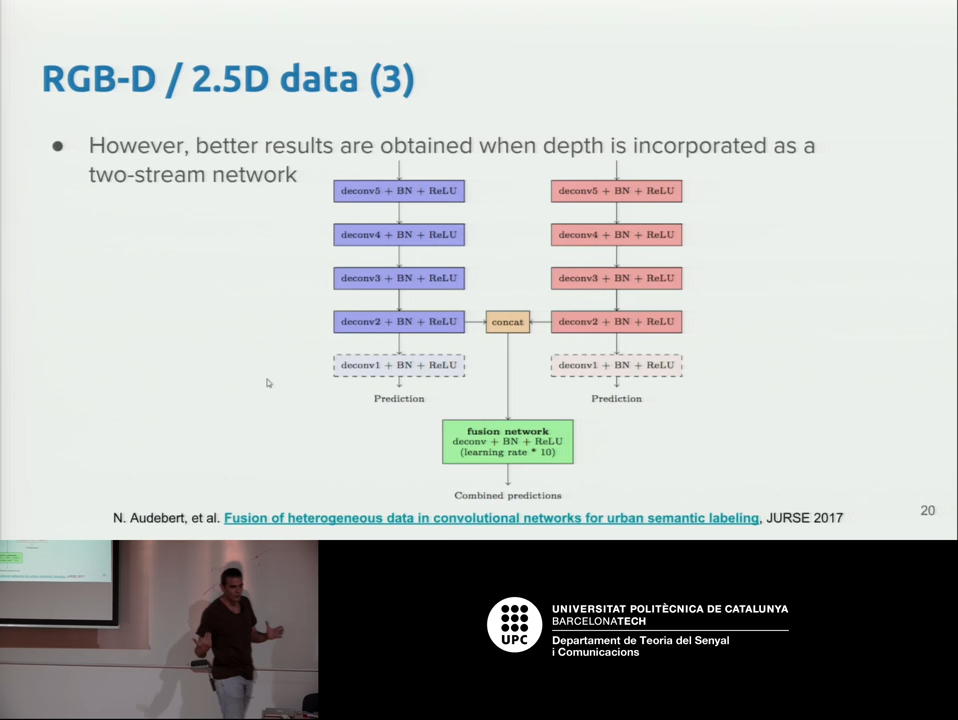 RGB-D / 2.5D data (3)
● However, better results are obtained when depth is incorporated as a
two-stream network
deconv5 + BN + ReLU
deconv4 + BN + ReLU
deconv3 + BN + ReLU
deconv2 + BN + ReLU
deconv1 + BN + ReLU
Prediction
concat
deconv5 + BN + ReLU
deconv4 + BN + ReLU
deconv3 + BN + ReLU
deconv2 + BN + ReLU
deconv1 + BN + ReLU
Prediction
fusion network
deconv + BN + ReLU
(learning rate * 10)
Combined predictions
N. Audebert, et al. Fusion of heterogeneous data in convolutional networks for urban semantic labeling, JURSE 2017
20
UPC
UNIVERSITAT POLITÈCNICA DE CATALUNYA
BARCELONATECH
Departament de Teoria del Senyal
i Comunicacions